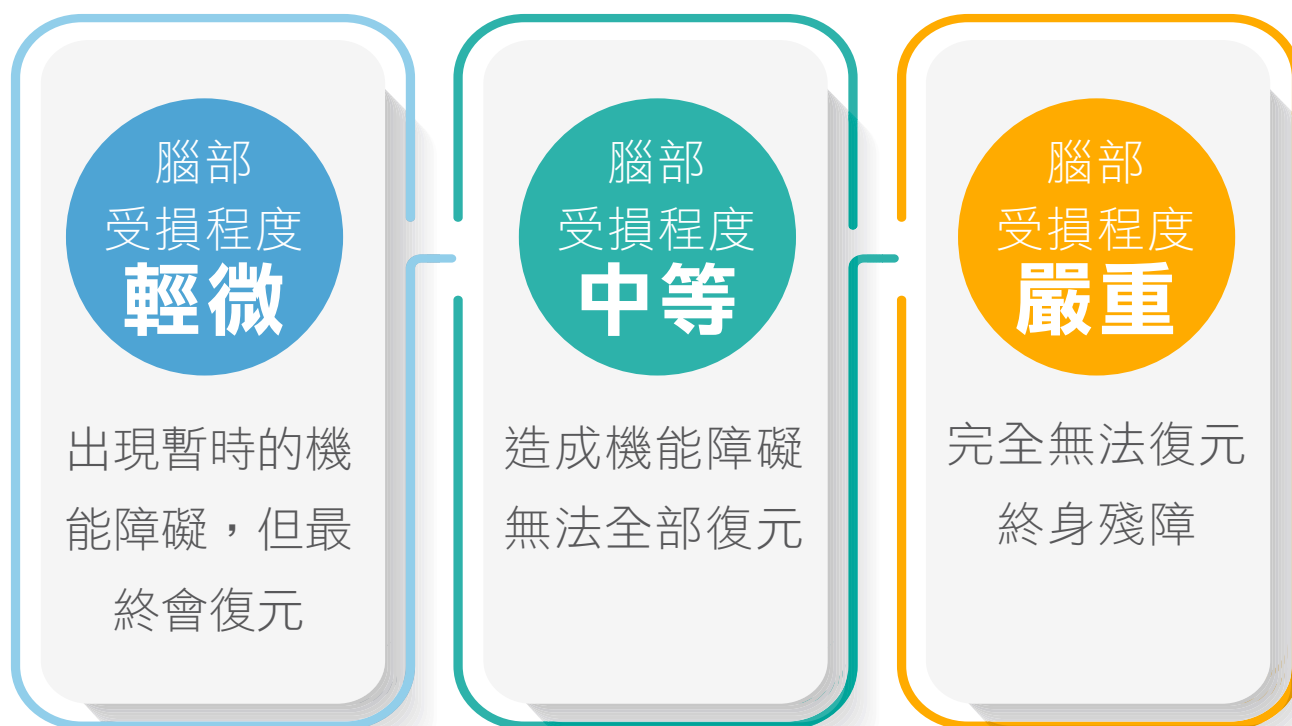 腦部
受損程度
輕微
出現暫時的機
能障礙，但最
終會復元
腦部
受損程度
中等
造成機能障礙
無法全部復元
腦部
受損程度
嚴重
完全無法復元
終身殘障